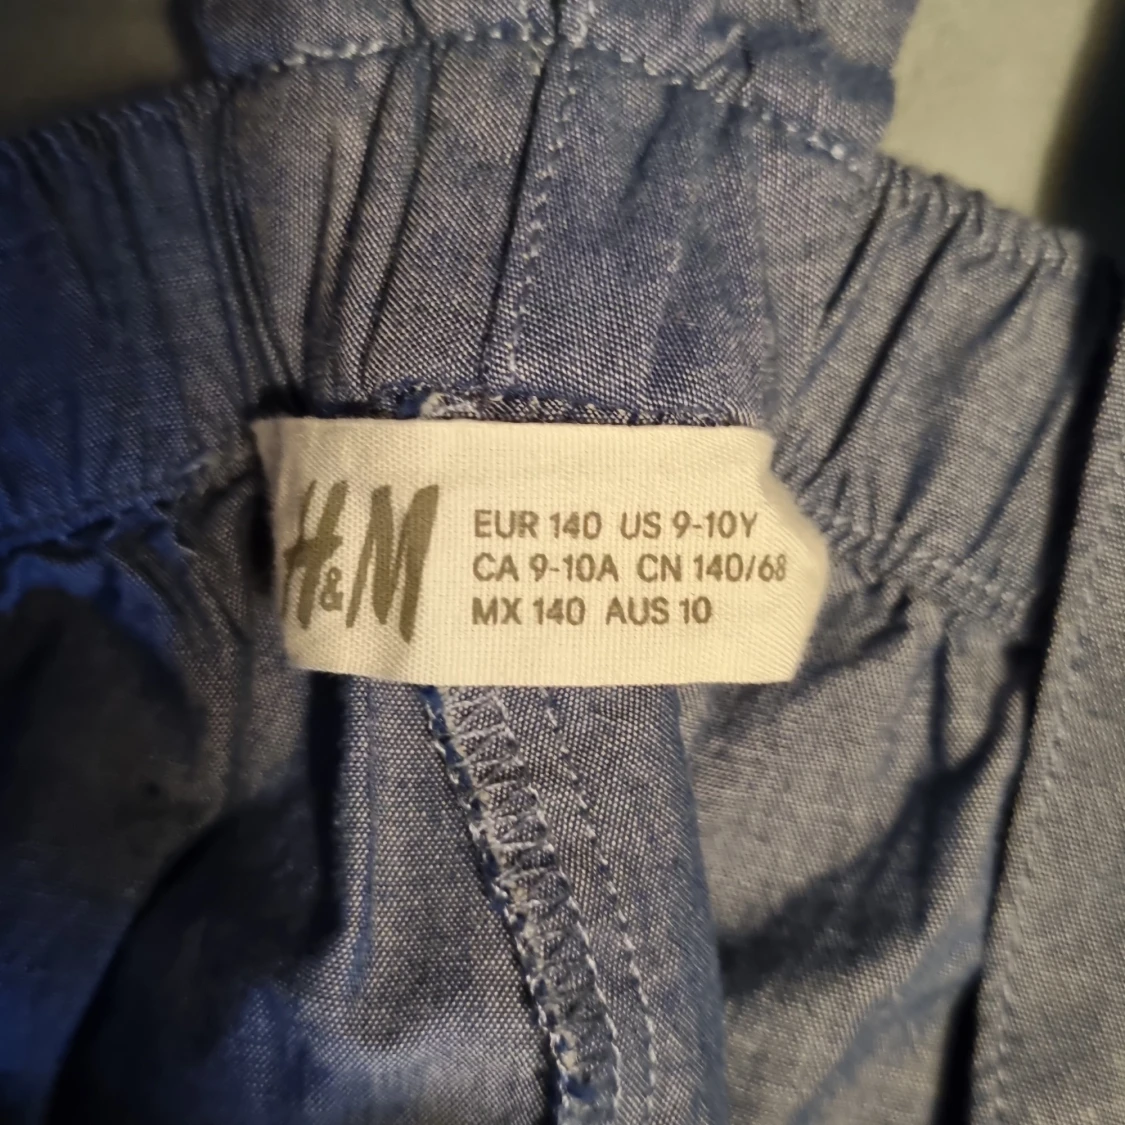 H&M
EUR 140 US 9-10Y
CA 9-10A CN 140/68
MX 140 AUS 10